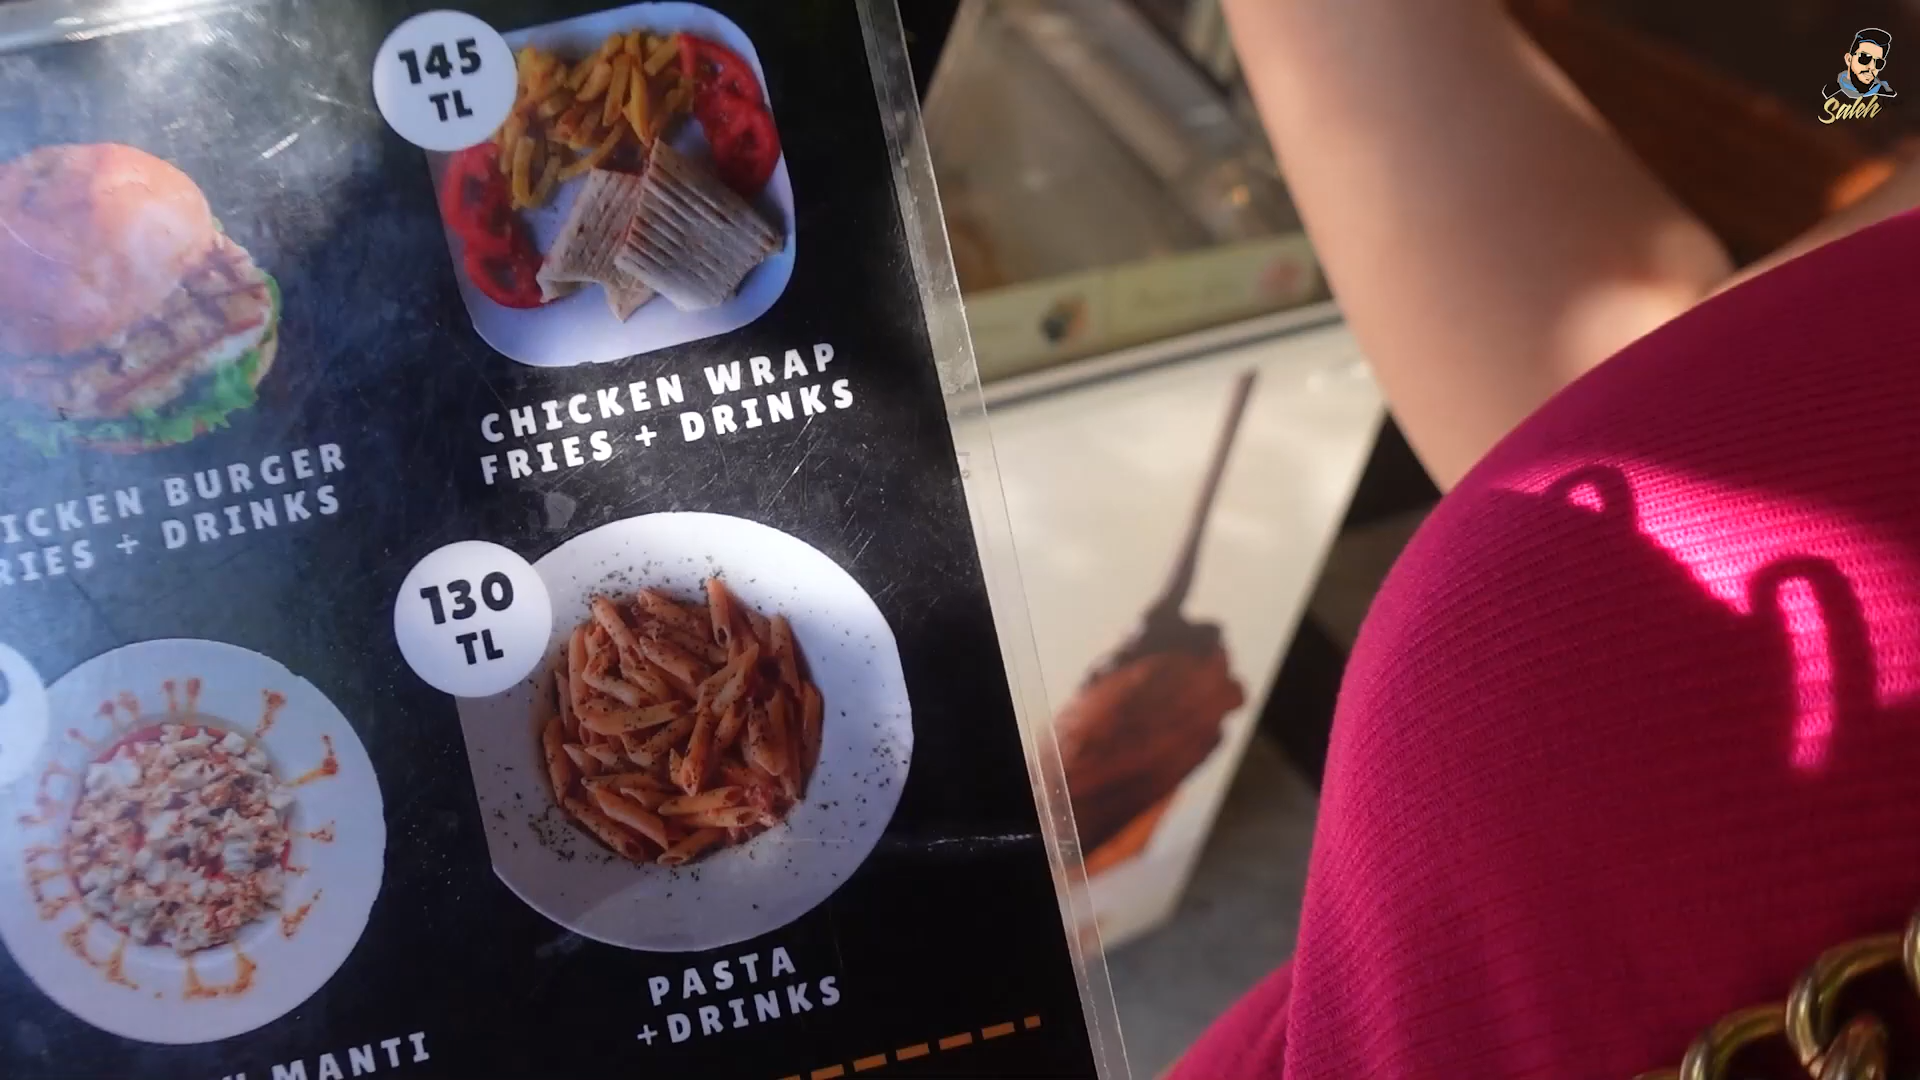 145
TL
CHICKEN WRAP
FRIES + DRINKS
BURGER
+ DRINKS
130
TL
PASTA
+DRINKS
MANTI
Saleh